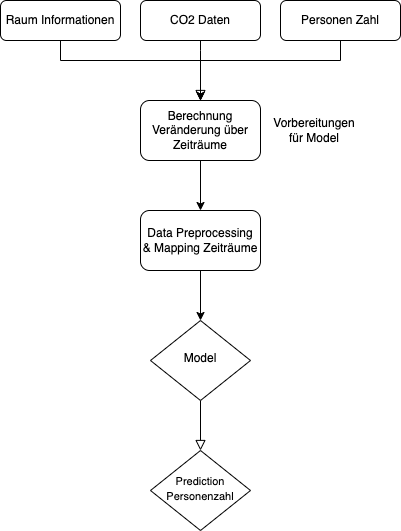 Raum Informationen
CO2 Daten
Personen Zahl
Berechnung
Veränderung über
Zeiträume
Vorbereitungen
für Model
Data Preprocessing
& Mapping Zeiträume
Model
Prediction
Personenzahl